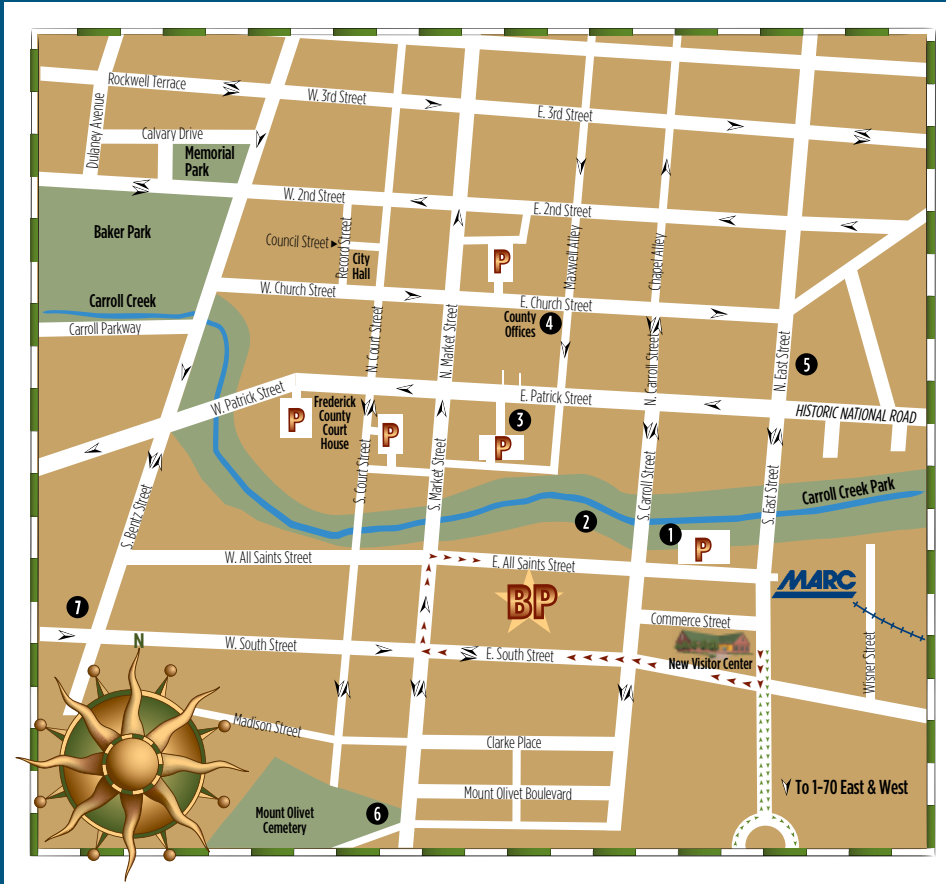 Rockwell Terrace
W. 3rd Street
E. 3rd Street
Dulaney Avenue
Calvary Drive
Memorial
Park
W. 2nd Street
E. 2nd Street
Baker Park
Council Street
Record Street
City
Hall
P
Maxwell Alley
Chapel Alley
W. Church Street
E. Church Street
Carroll Creek
Carroll Parkway
N. Court Street
N. Market Street
County
Offices
4
N. Carroll Street
N. East Street
5
W. Patrick Street
E. Patrick Street
HISTORIC NATIONAL ROAD
P
Frederick
County
Court
House
P
3
P
S. Bentz Street
S. Court Street
S. Market Street
S. Carroll Street
S. East Street
Carroll Creek Park
2
1
P
W. All Saints Street
E. All Saints Street
MARC
BP
7
Commerce Street
N
W. South Street
E. South Street
New Visitor Center
Wisner Street
Madison Street
Clarke Place
Mount Olivet Boulevard
To 1-70 East & West
Mount Olivet
Cemetery
6